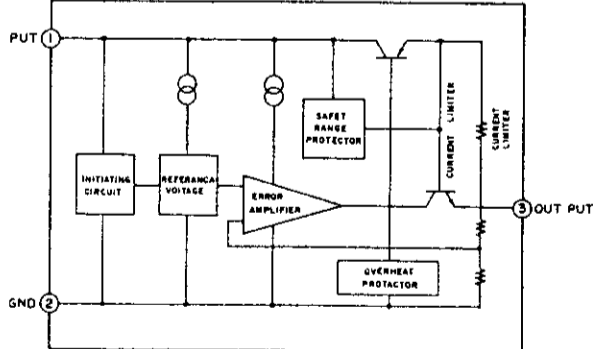 PUT 1
SAFET
RANGE
PROTECTOR
CURRENT LIMITER
CURRENT
LIMITER
INITIATING
CIRCUIT
REFERANCA
VOLTAGE
ERROR
AMPLIFIER
3 OUT PUT
OVERHEAT
PROTACTOR
GND 2